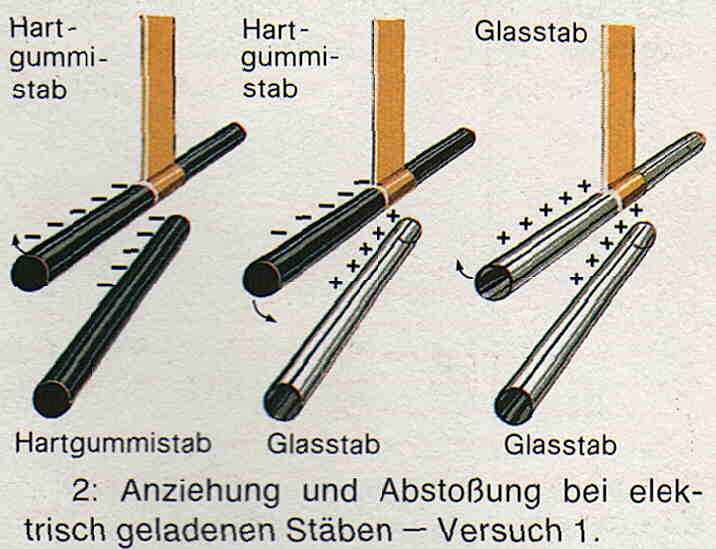 Hart-
gummi-
stab
Hart-
gummi-
stab
Glasstab
Hartgummistab
Glasstab
Glasstab
2: Anziehung und Abstoßung bei elek-
trisch geladenen Stäben — Versuch 1.